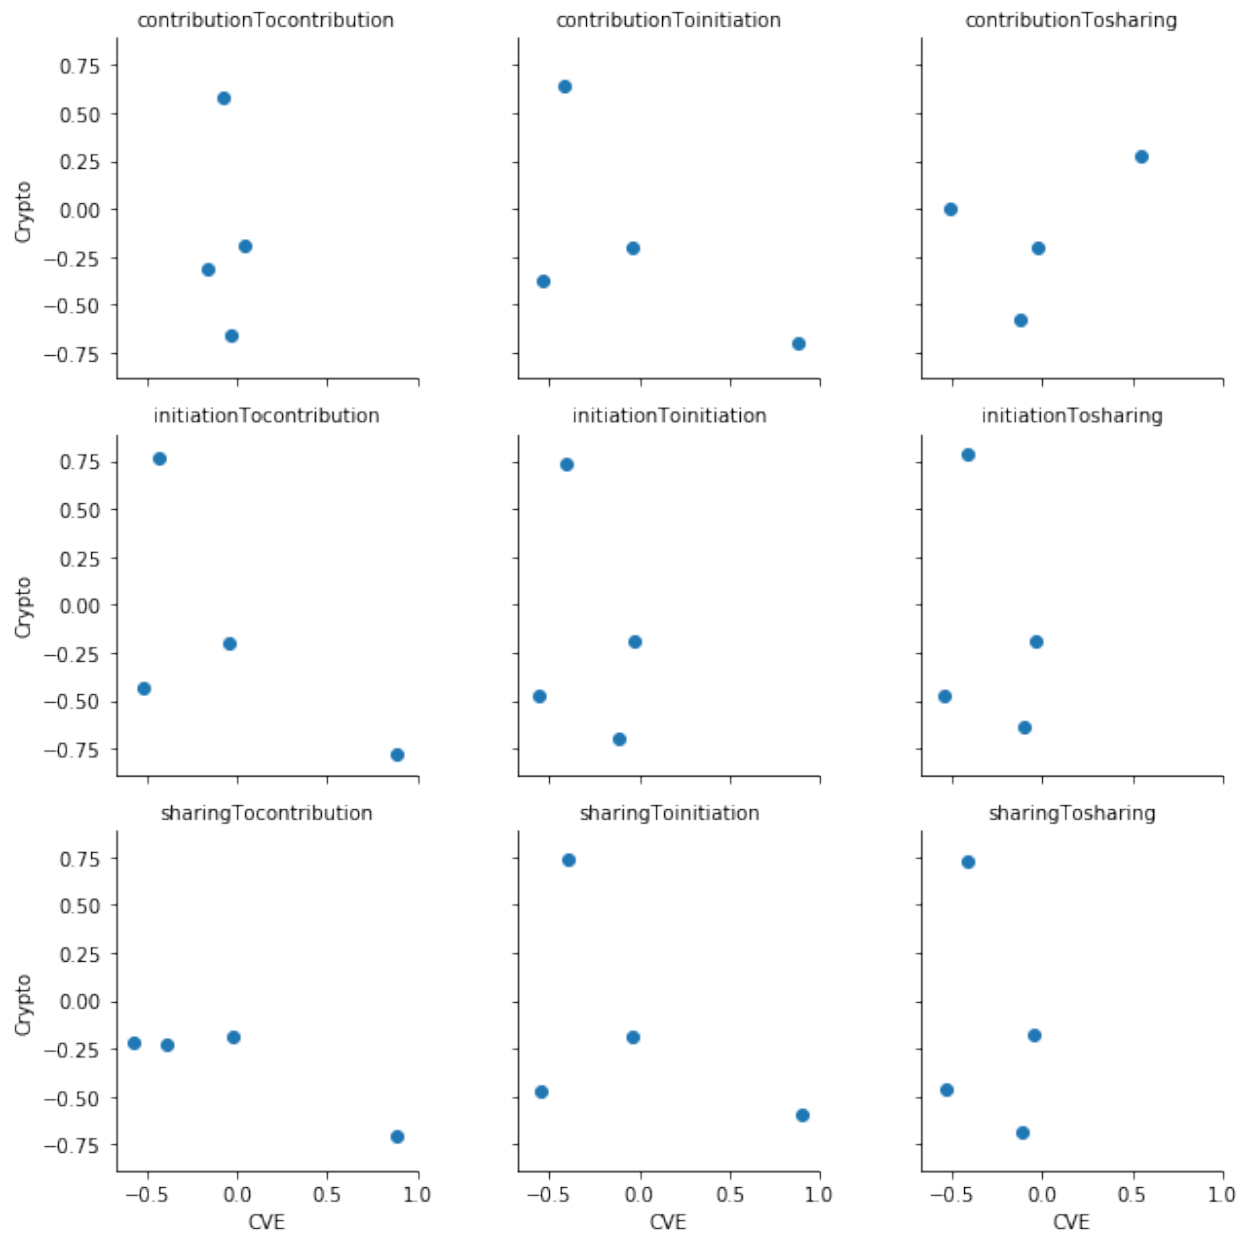 contributionTocontribution contributionToinitiation contributionTosharing
0.75
0.50
0.25
0.00
−0.25
−0.50
−0.75
Crypto
initiationTocontribution initiationToinitiation initiationTosharing
0.75
0.50
0.25
0.00
−0.25
−0.50
−0.75
Crypto
sharingTocontribution sharingToinitiation sharingTosharing
0.75
0.50
0.25
0.00
−0.25
−0.50
−0.75
Crypto
−0.5 0.0 0.5 1.0 −0.5 0.0 0.5 1.0 −0.5 0.0 0.5 1.0
CVE CVE CVE